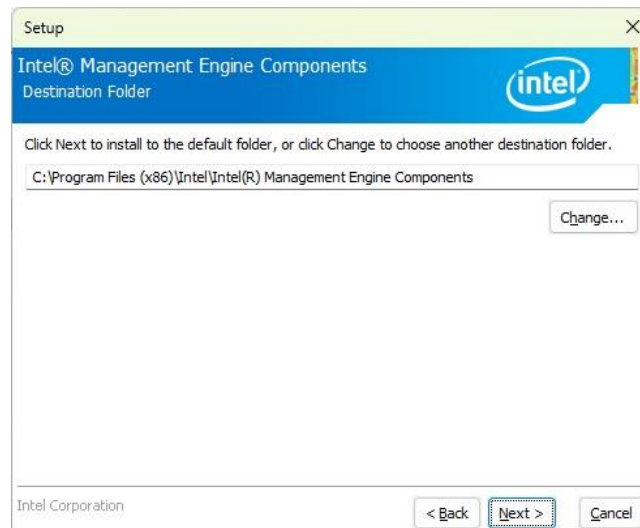 Setup
Intel® Management Engine Components
Destination Folder
intel
Click Next to install to the default folder, or click Change to choose another destination folder.
C:\Program Files (x86)\Intel\Intel(R) Management Engine Components
Change...
Intel Corporation
< Back
Next >
Cancel